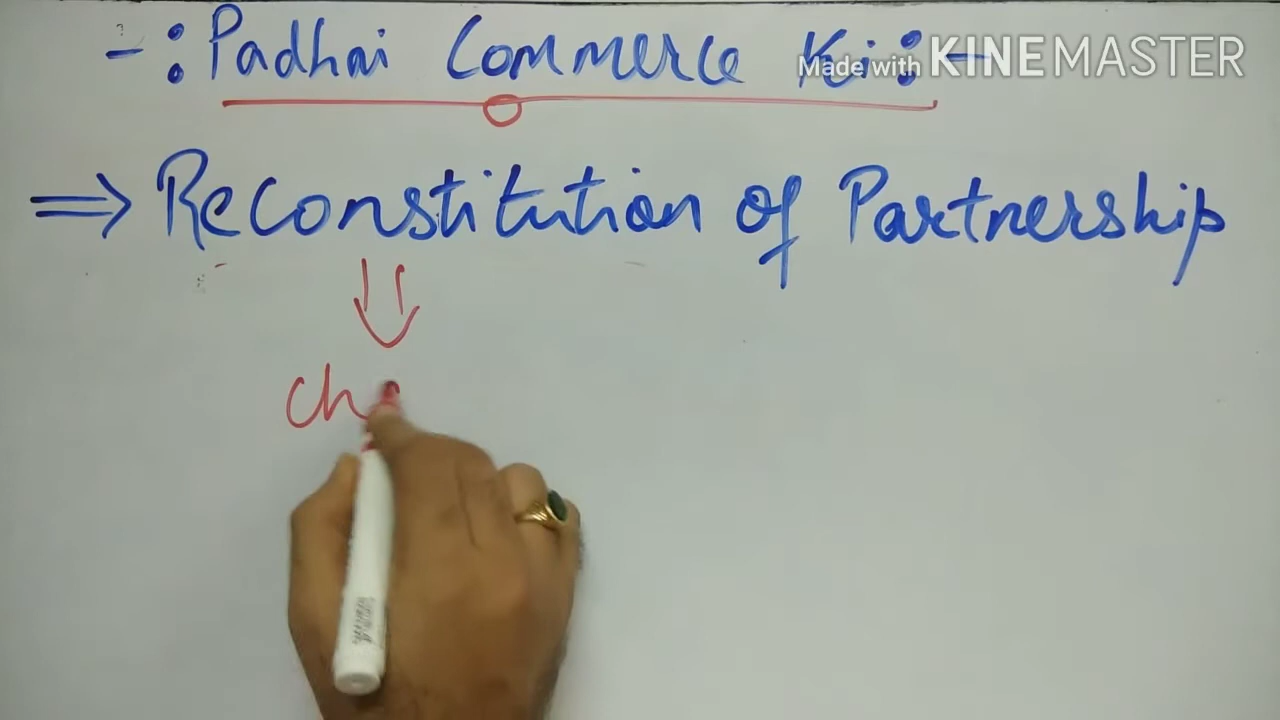 -: Padhai Commerce Ki :-
Made with KINEMASTER
⇒ Reconstitution of Partnership
Ch